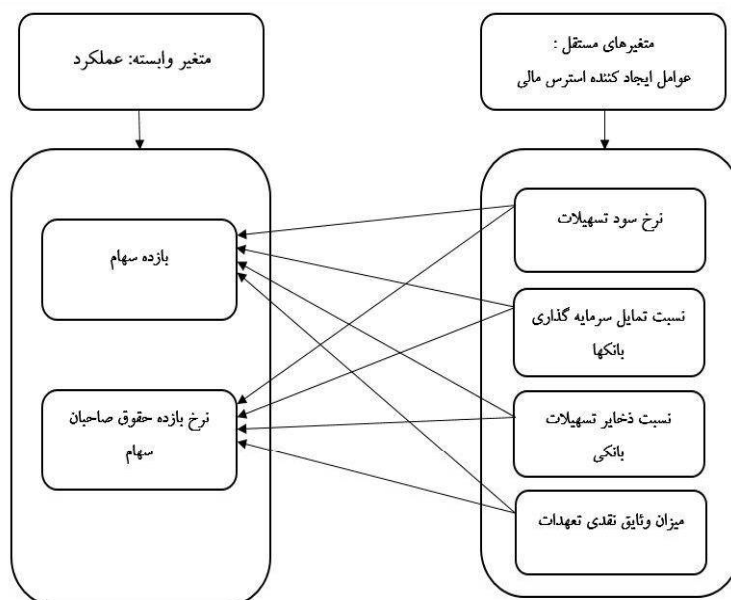 متغیرهای مستقل :
عوامل ایجاد کننده استرس مالی
متغیر وابسته: عملکرد
نرخ سود تسهیلات
نسبت تمایل سرمایه گذاری
بانکها
نسبت ذخایر تسهیلات
بانکی
میزان وثایق نقدی تعهدات
بازده سهام
نرخ بازده حقوق صاحبان
سهام